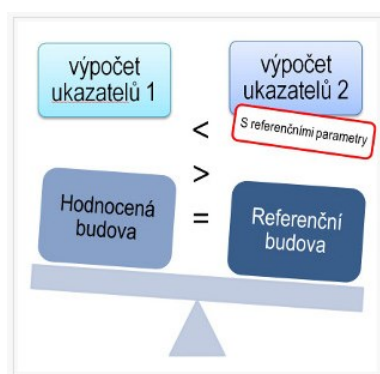 výpočet
ukazatelů 1
výpočet
ukazatelů 2
S referenčními parametry
<
>
=
Hodnocená
budova
Referenční
budova